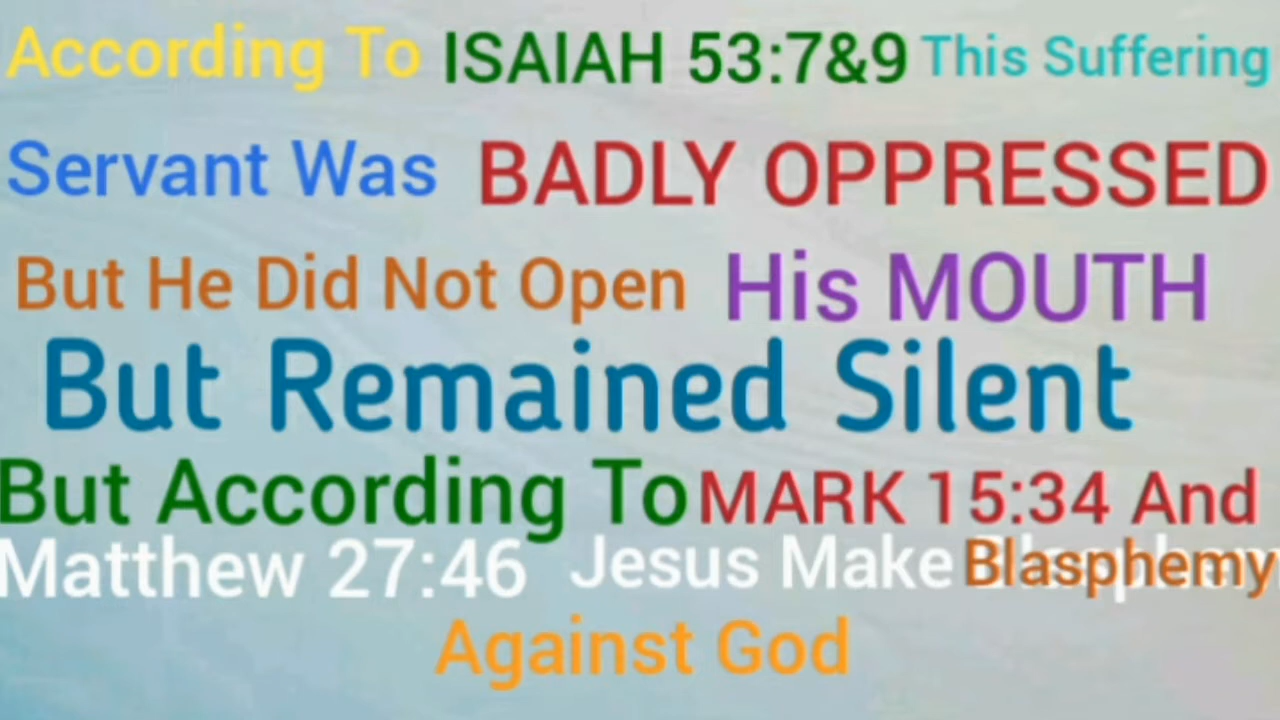 According To ISAIAH 53:7&9 This Suffering
Servant Was BADLY OPPRESSED
But He Did Not Open His MOUTH
But Remained Silent
But According To MARK 15:34 And
Matthew 27:46 Jesus Make Blasphemy
Against God